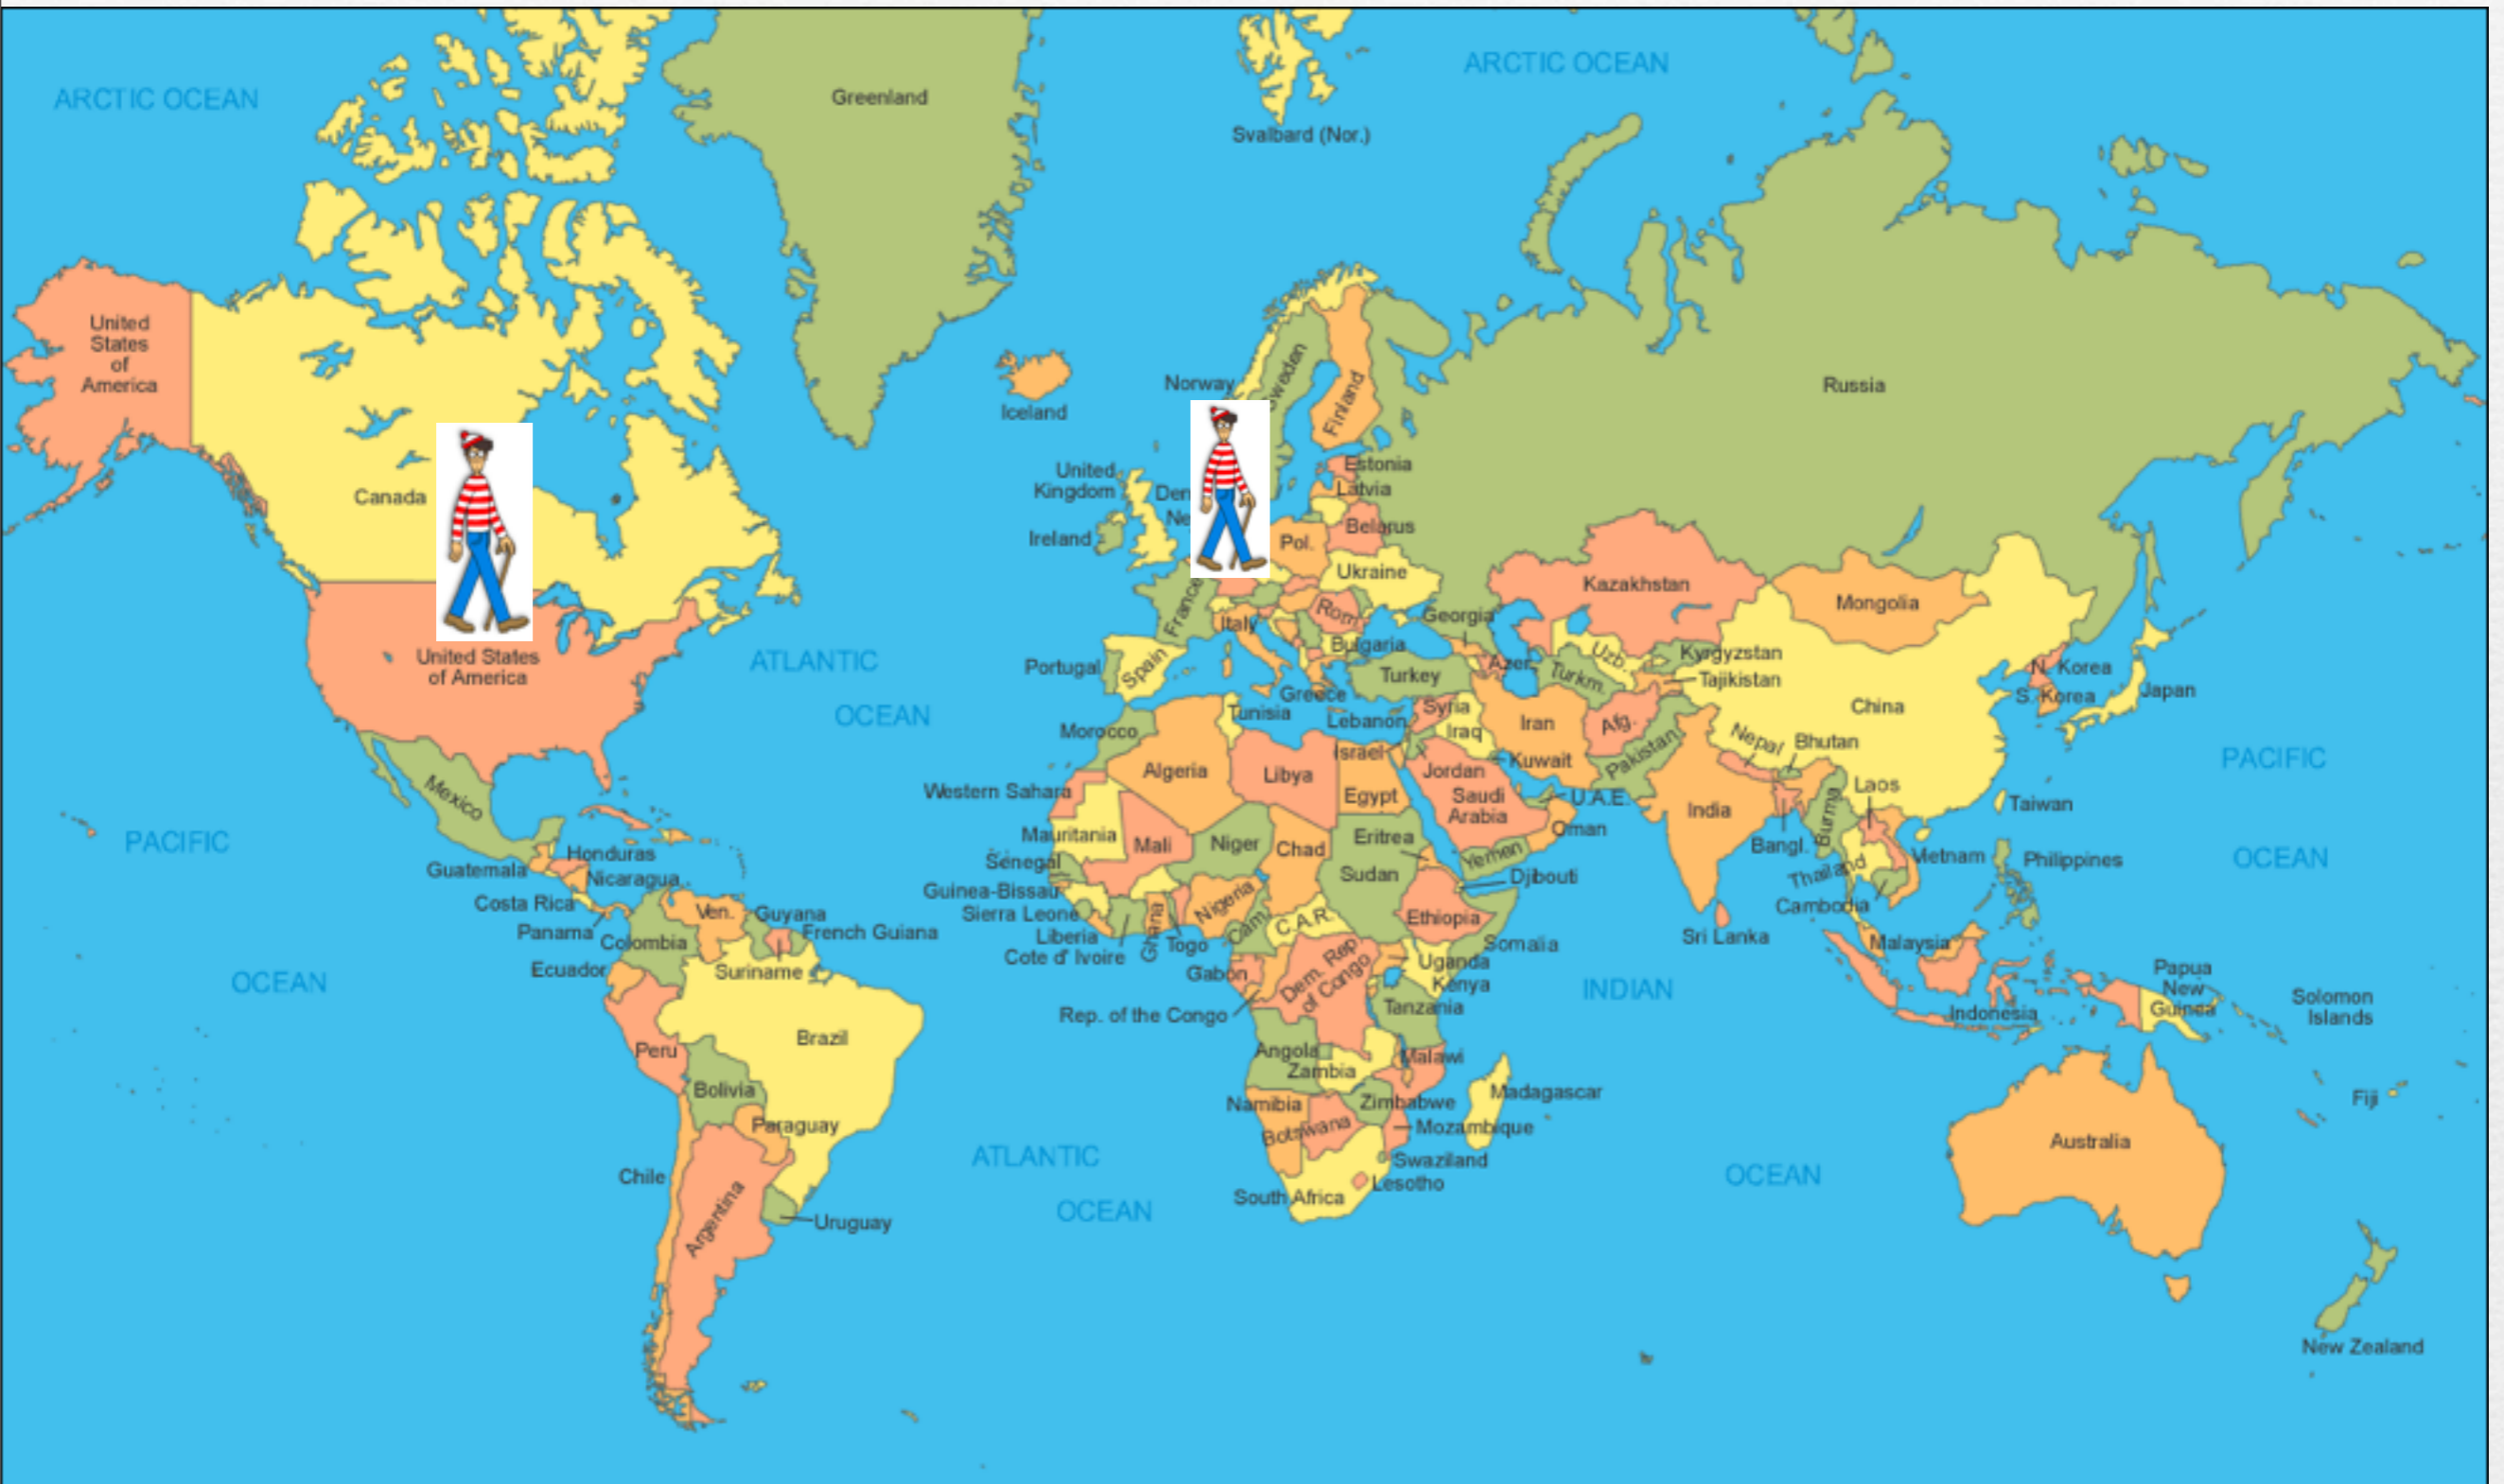 ARCTIC OCEAN
Greenland
ARCTIC OCEAN
Svalbard (Nor.)
United
States
of
America
Canada
Iceland
Norway
Sweden
Finland
Russia
United
Kingdom
Ireland
Den
Ne
Estonia
Latvia
Belarus
Pol.
Ukraine
Kazakhstan
Mongolia
United States
of America
ATLANTIC
OCEAN
Portugal
Spain
France
Italy
Rom.
Bulgaria
Greece
Georgia
Turkey
Azer.
Turkm.
Uzb.
Kyrgyzstan
Tajikistan
China
N. Korea
S. Korea
Japan
Mexico
Morocco
Tunisia
Lebanon
Syria
Iraq
Israel
Iran
Afg.
Pakistan
Nepal
Bhutan
Kuwait
Jordan
Algeria
Libya
Egypt
Saudi
Arabia
U.A.E.
Oman
India
Laos
Taiwan
PACIFIC
OCEAN
Western Sahara
Mauritania
Mali
Niger
Chad
Eritrea
Sudan
Yemen
Djibouti
Bangl.
Burma
Thailand
Vietnam
Cambodia
Philippines
PACIFIC
OCEAN
Guatemala
Honduras
Nicaragua
Costa Rica
Panama
Senegal
Guinea-Bissau
Sierra Leone
Liberia
Cote d' Ivoire
Ghana
Togo
Nigeria
Cam.
C.A.R.
Ethiopia
Somalia
Sri Lanka
Malaysia
Ven.
Guyana
French Guiana
Colombia
Suriname
Ecuador
Gabon
Rep. of the Congo
Dem. Rep
of Congo
Uganda
Kenya
Tanzania
INDIAN
OCEAN
Indonesia
Papua
New
Guinea
Solomon
Islands
Peru
Brazil
Bolivia
Paraguay
Chile
Argentina
Uruguay
Angola
Zambia
Malawi
Namibia
Botswana
Zimbabwe
Mozambique
Madagascar
Swaziland
Lesotho
South Africa
ATLANTIC
OCEAN
Fiji
Australia
New Zealand